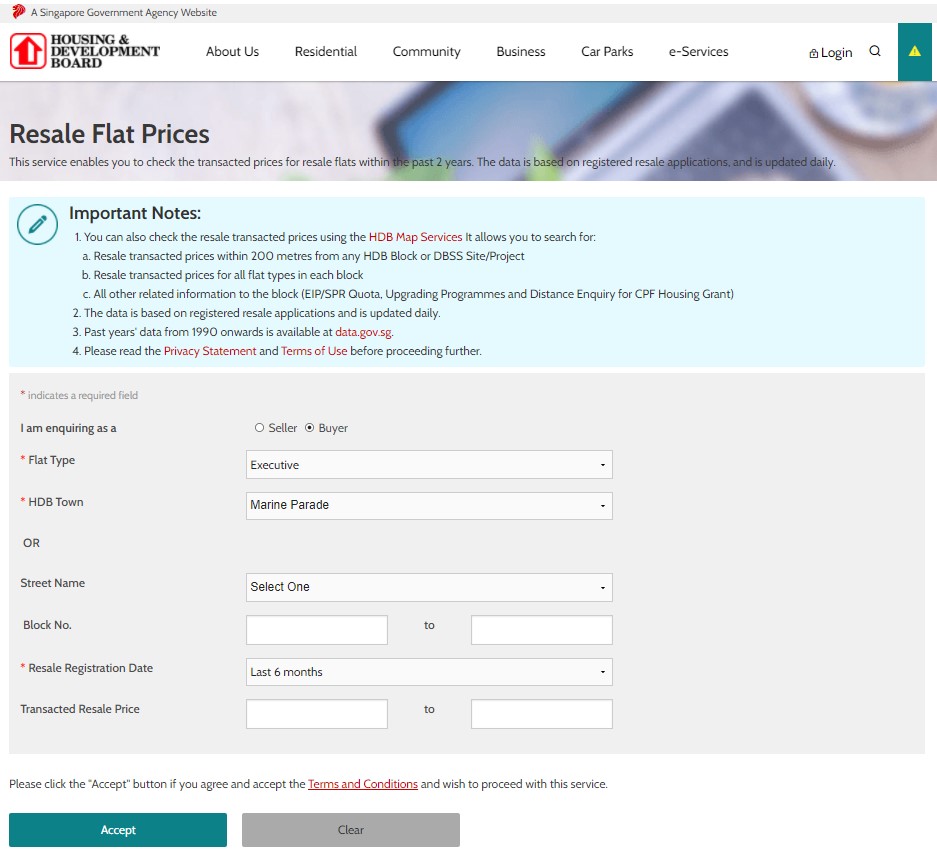 A Singapore Government Agency Website
HOUSING &
DEVELOPMENT
BOARD
About Us Residential Community Business Car Parks e-Services Login
Resale Flat Prices
This service enables you to check the transacted prices for resale flats within the past 2 years. The data is based on registered resale applications, and is updated daily.
Important Notes:
1. You can also check the resale transacted prices using the HDB Map Services It allows you to search for:
a. Resale transacted prices within 200 metres from any HDB Block or DBSS Site/Project
b. Resale transacted prices for all flat types in each block
c. All other related information to the block (EIP/SPR Quota, Upgrading Programmes and Distance Enquiry for CPF Housing Grant)
2. The data is based on registered resale applications and is updated daily.
3. Past years' data from 1990 onwards is available at data.gov.sg.
4. Please read the Privacy Statement and Terms of Use before proceeding further.
* indicates a required field
I am enquiring as a Seller Buyer
* Flat Type Executive
* HDB Town Marine Parade
OR
Street Name Select One
Block No. to
* Resale Registration Date Last 6 months
Transacted Resale Price to
Please click the "Accept" button if you agree and accept the Terms and Conditions and wish to proceed with this service.
Accept Clear